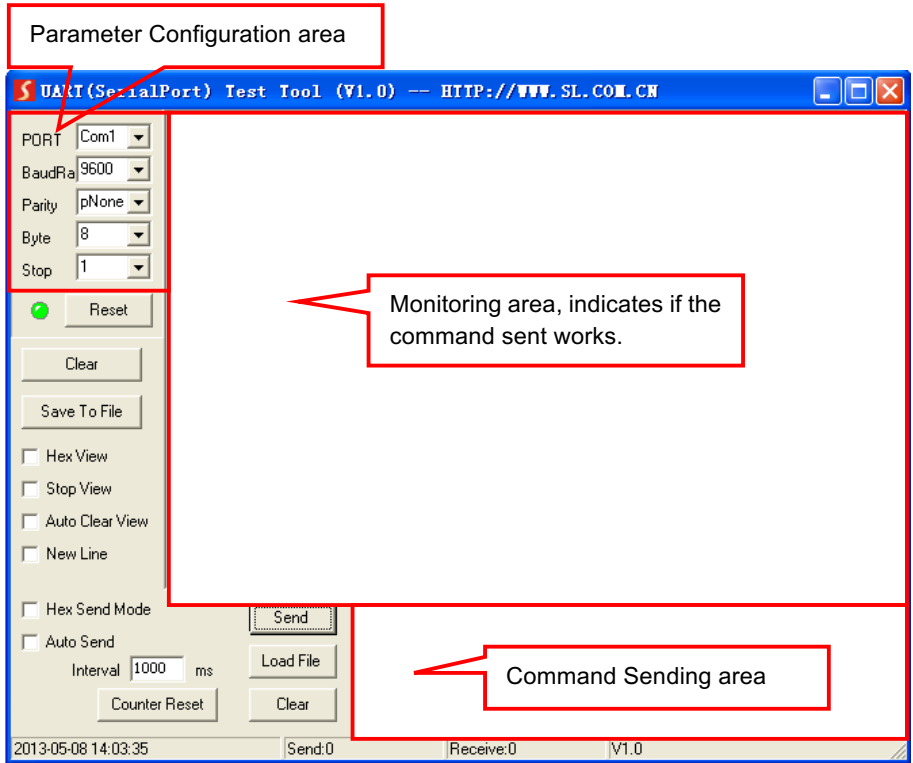 Parameter Configuration area
UART(SerialPort) Test Tool (V1.0) -- HTTP://WWW.SL.COM.CN
PORT Com1
BaudRa 9600
Parity pNone
Byte 8
Stop 1
Reset
Monitoring area, indicates if the
command sent works.
Clear
Save To File
Hex View
Stop View
Auto Clear View
New Line
Hex Send Mode
Send
Auto Send
Interval 1000 ms
Load File
Command Sending area
Counter Reset
Clear
2013-05-08 14:03:35 Send:0 Receive:0 V1.0